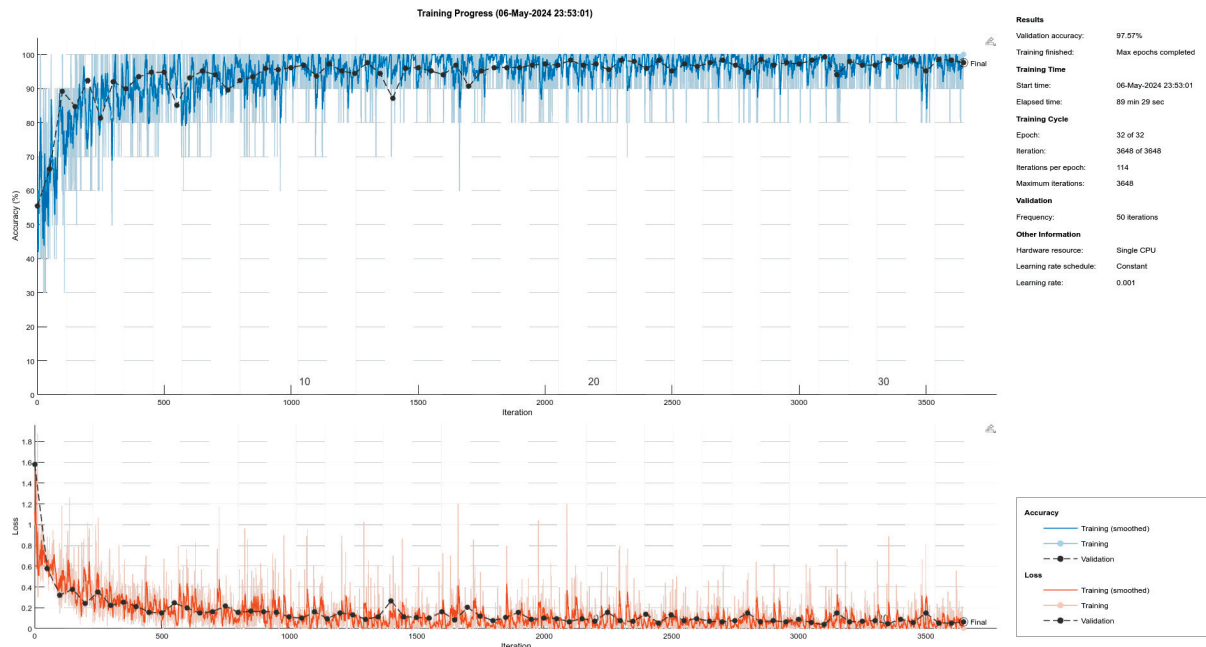 Training Progress (06-May-2024 23:53:01)
Accuracy (%)
100
90
80
70
60
50
40
30
20
10
0
Final
10
20
30
0
500
1000
1500
2000
2500
3000
3500
Iteration
Loss
1.8
1.6
1.4
1.2
1
0.8
0.6
0.4
0.2
0
Final
0
500
1000
1500
2000
2500
3000
3500
Iteration
Results
Validation accuracy: 97.57%
Training finished: Max epochs completed
Training Time
Start time: 06-May-2024 23:53:01
Elapsed time: 89 min 29 sec
Training Cycle
Epoch: 32 of 32
Iteration: 3648 of 3648
Iterations per epoch: 114
Maximum iterations: 3648
Validation
Frequency: 50 iterations
Other Information
Hardware resource: Single CPU
Learning rate schedule: Constant
Learning rate: 0.001
Accuracy
Training (smoothed)
Training
Validation
Loss
Training (smoothed)
Training
Validation